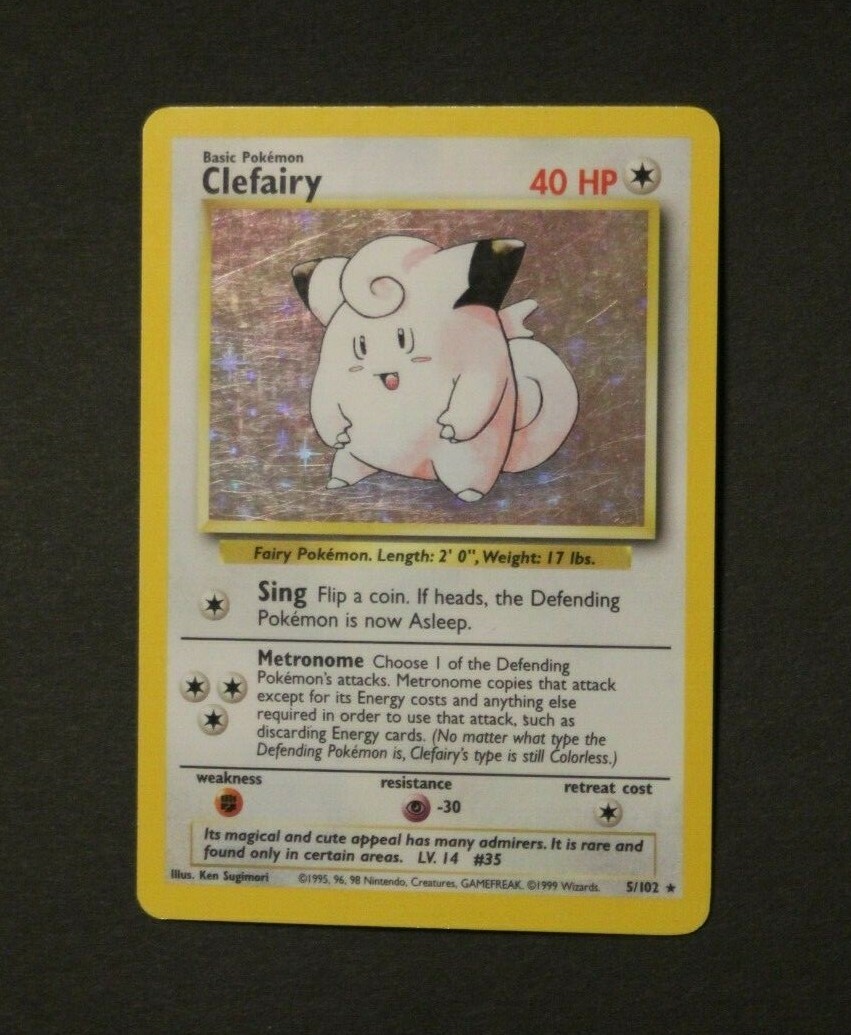 Basic Pokémon
Clefairy
40 HP
Fairy Pokémon. Length: 2' 0", Weight: 17 lbs.
Sing Flip a coin. If heads, the Defending
Pokémon is now Asleep.
Metronome Choose 1 of the Defending
Pokémon's attacks. Metronome copies that attack
except for its Energy costs and anything else
required in order to use that attack, such as
discarding Energy cards. (No matter what type the
Defending Pokémon is, Clefairy's type is still Colorless.)
weakness
resistance
retreat cost
-30
Its magical and cute appeal has many admirers. It is rare and
found only in certain areas. LV. 14 #35
Illus. Ken Sugimori
©1995, 96, 98 Nintendo, Creatures, GAMEFREAK. ©1999 Wizards.
5/102 ★